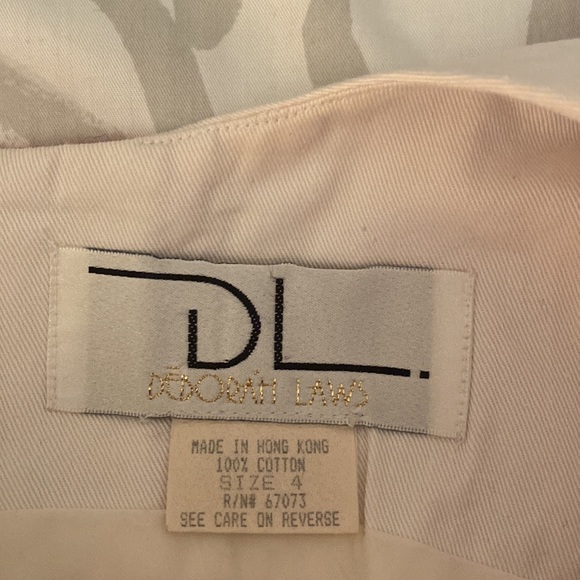 DL.
DEBORAH LAWS
MADE IN HONG KONG
100% COTTON
SIZE 4
R/N# 67073
SEE CARE ON REVERSE